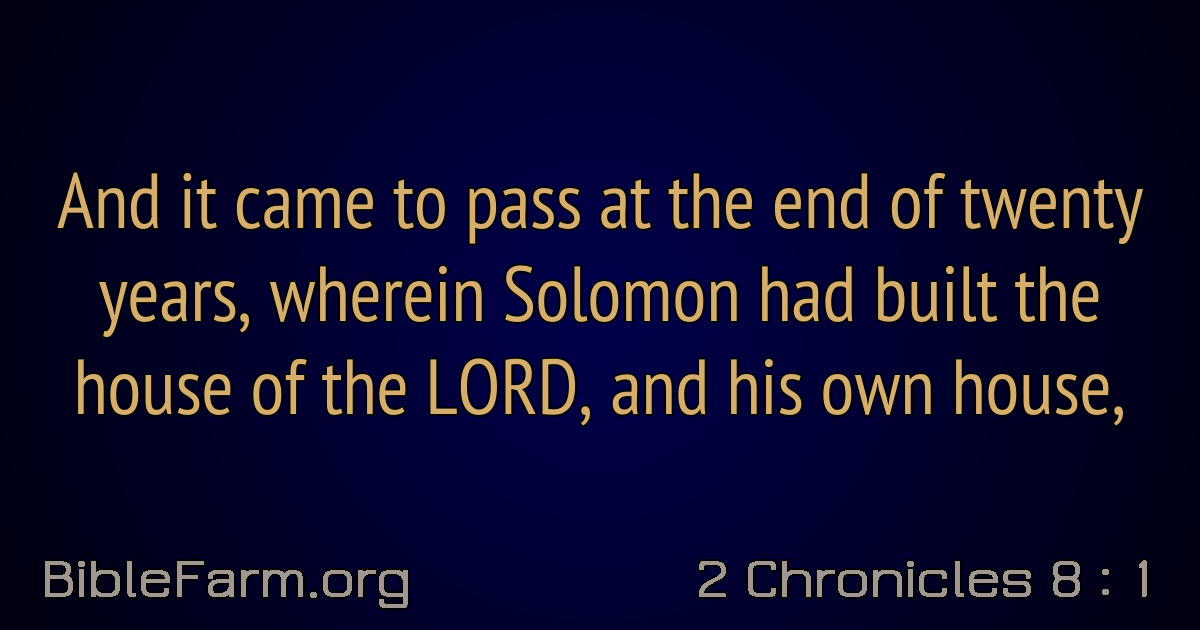 And it came to pass at the end of twenty
years, wherein Solomon had built the
house of the LORD, and his own house,
BibleFarm.org
2 Chronicles 8 : 1